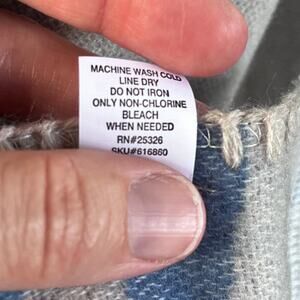 MACHINE WASH COLD
LINE DRY
DO NOT IRON
ONLY NON-CHLORINE
BLEACH
WHEN NEEDED
RN#25326
SKU#616860